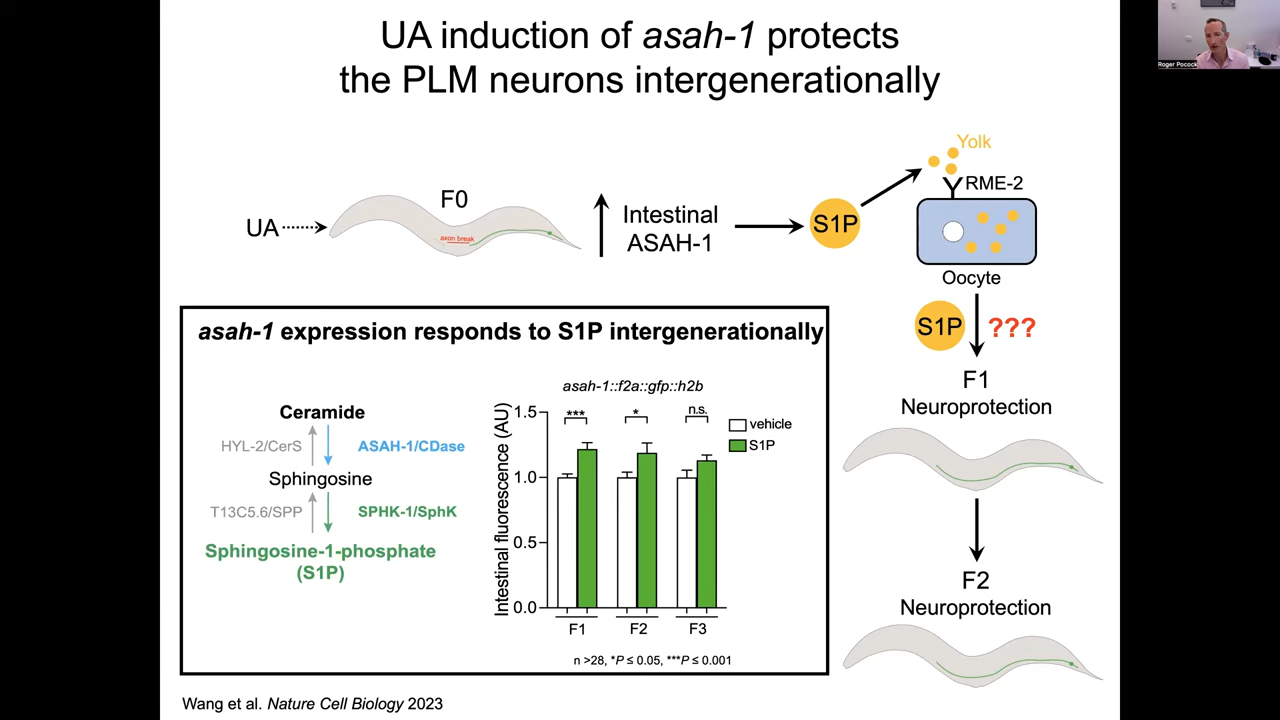 UA induction of asah-1 protects
the PLM neurons intergenerationally
Roger Pocock
Yolk
RME-2
F0
UA
axon break
Intestinal
ASAH-1
S1P
Oocyte
S1P
???
F1
Neuroprotection
F2
Neuroprotection
asah-1 expression responds to S1P intergenerationally
Ceramide
HYL-2/CerS
ASAH-1/CDase
Sphingosine
T13C5.6/SPP
SPHK-1/SphK
Sphingosine-1-phosphate
(S1P)
asah-1::f2a::gfp::h2b
Intestinal fluorescence (AU)
1.5
1.0
0.5
0.0
***
*
n.s.
vehicle
S1P
F1
F2
F3
n >28, *P ≤ 0.05, ***P ≤ 0.001
Wang et al. Nature Cell Biology 2023